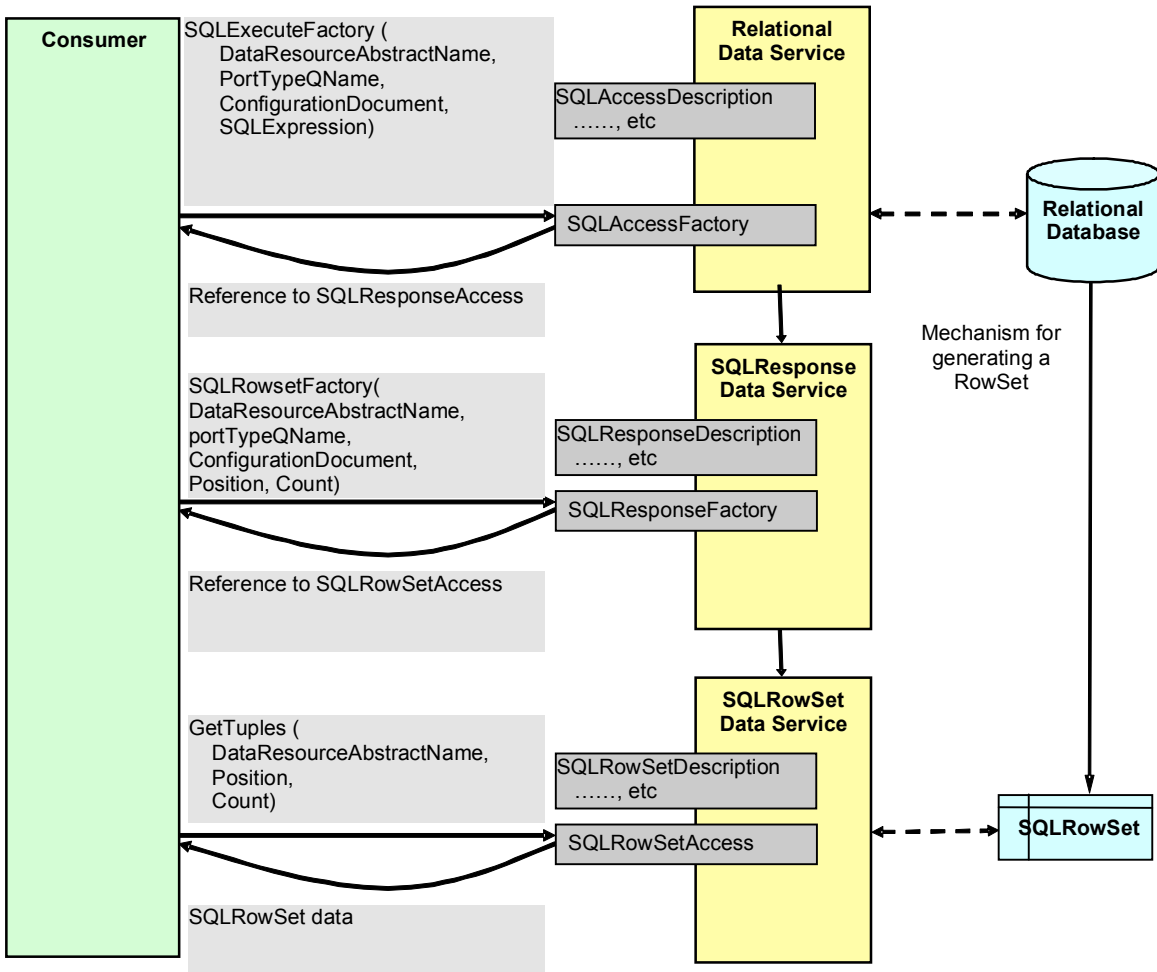 Consumer
SQLExecuteFactory (
DataResourceAbstractName,
PortTypeQName,
ConfigurationDocument,
SQLExpression)
Relational
Data Service
SQLAccessDescription
……, etc
SQLAccessFactory
Relational
Database
Reference to SQLResponseAccess
Mechanism for
generating a
RowSet
SQLRowsetFactory(
DataResourceAbstractName,
portTypeQName,
ConfigurationDocument,
Position, Count)
SQLResponse
Data Service
SQLResponseDescription
……, etc
SQLResponseFactory
Reference to SQLRowSetAccess
GetTuples (
DataResourceAbstractName,
Position,
Count)
SQLRowSet
Data Service
SQLRowSetDescription
……, etc
SQLRowSetAccess
SQLRowSet
SQLRowSet data